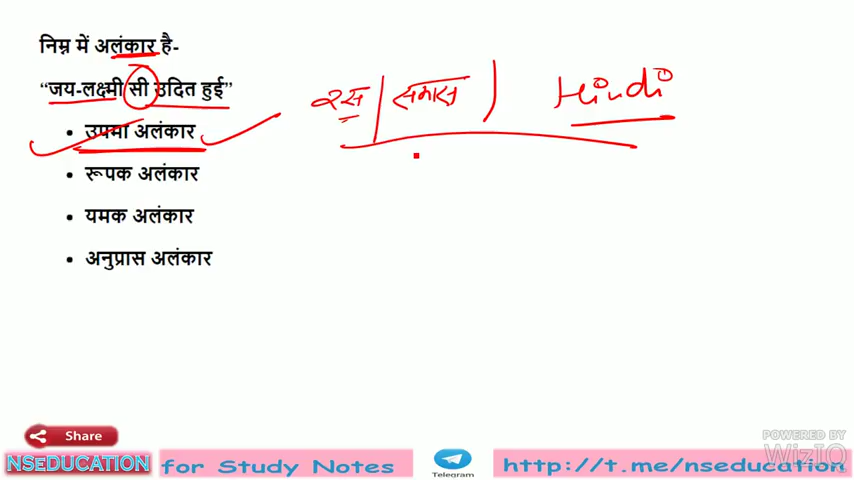 निम्न में अलंकार है-
“जय-लक्ष्मी सी उदित हुई”
रस | समास ) Hindi
• उपमा अलंकार
• रूपक अलंकार
• यमक अलंकार
• अनुप्रास अलंकार
Share
NSEDUCATION for Study Notes
Telegram
http://t.me/nseducation
POWERED BY
WizIQ